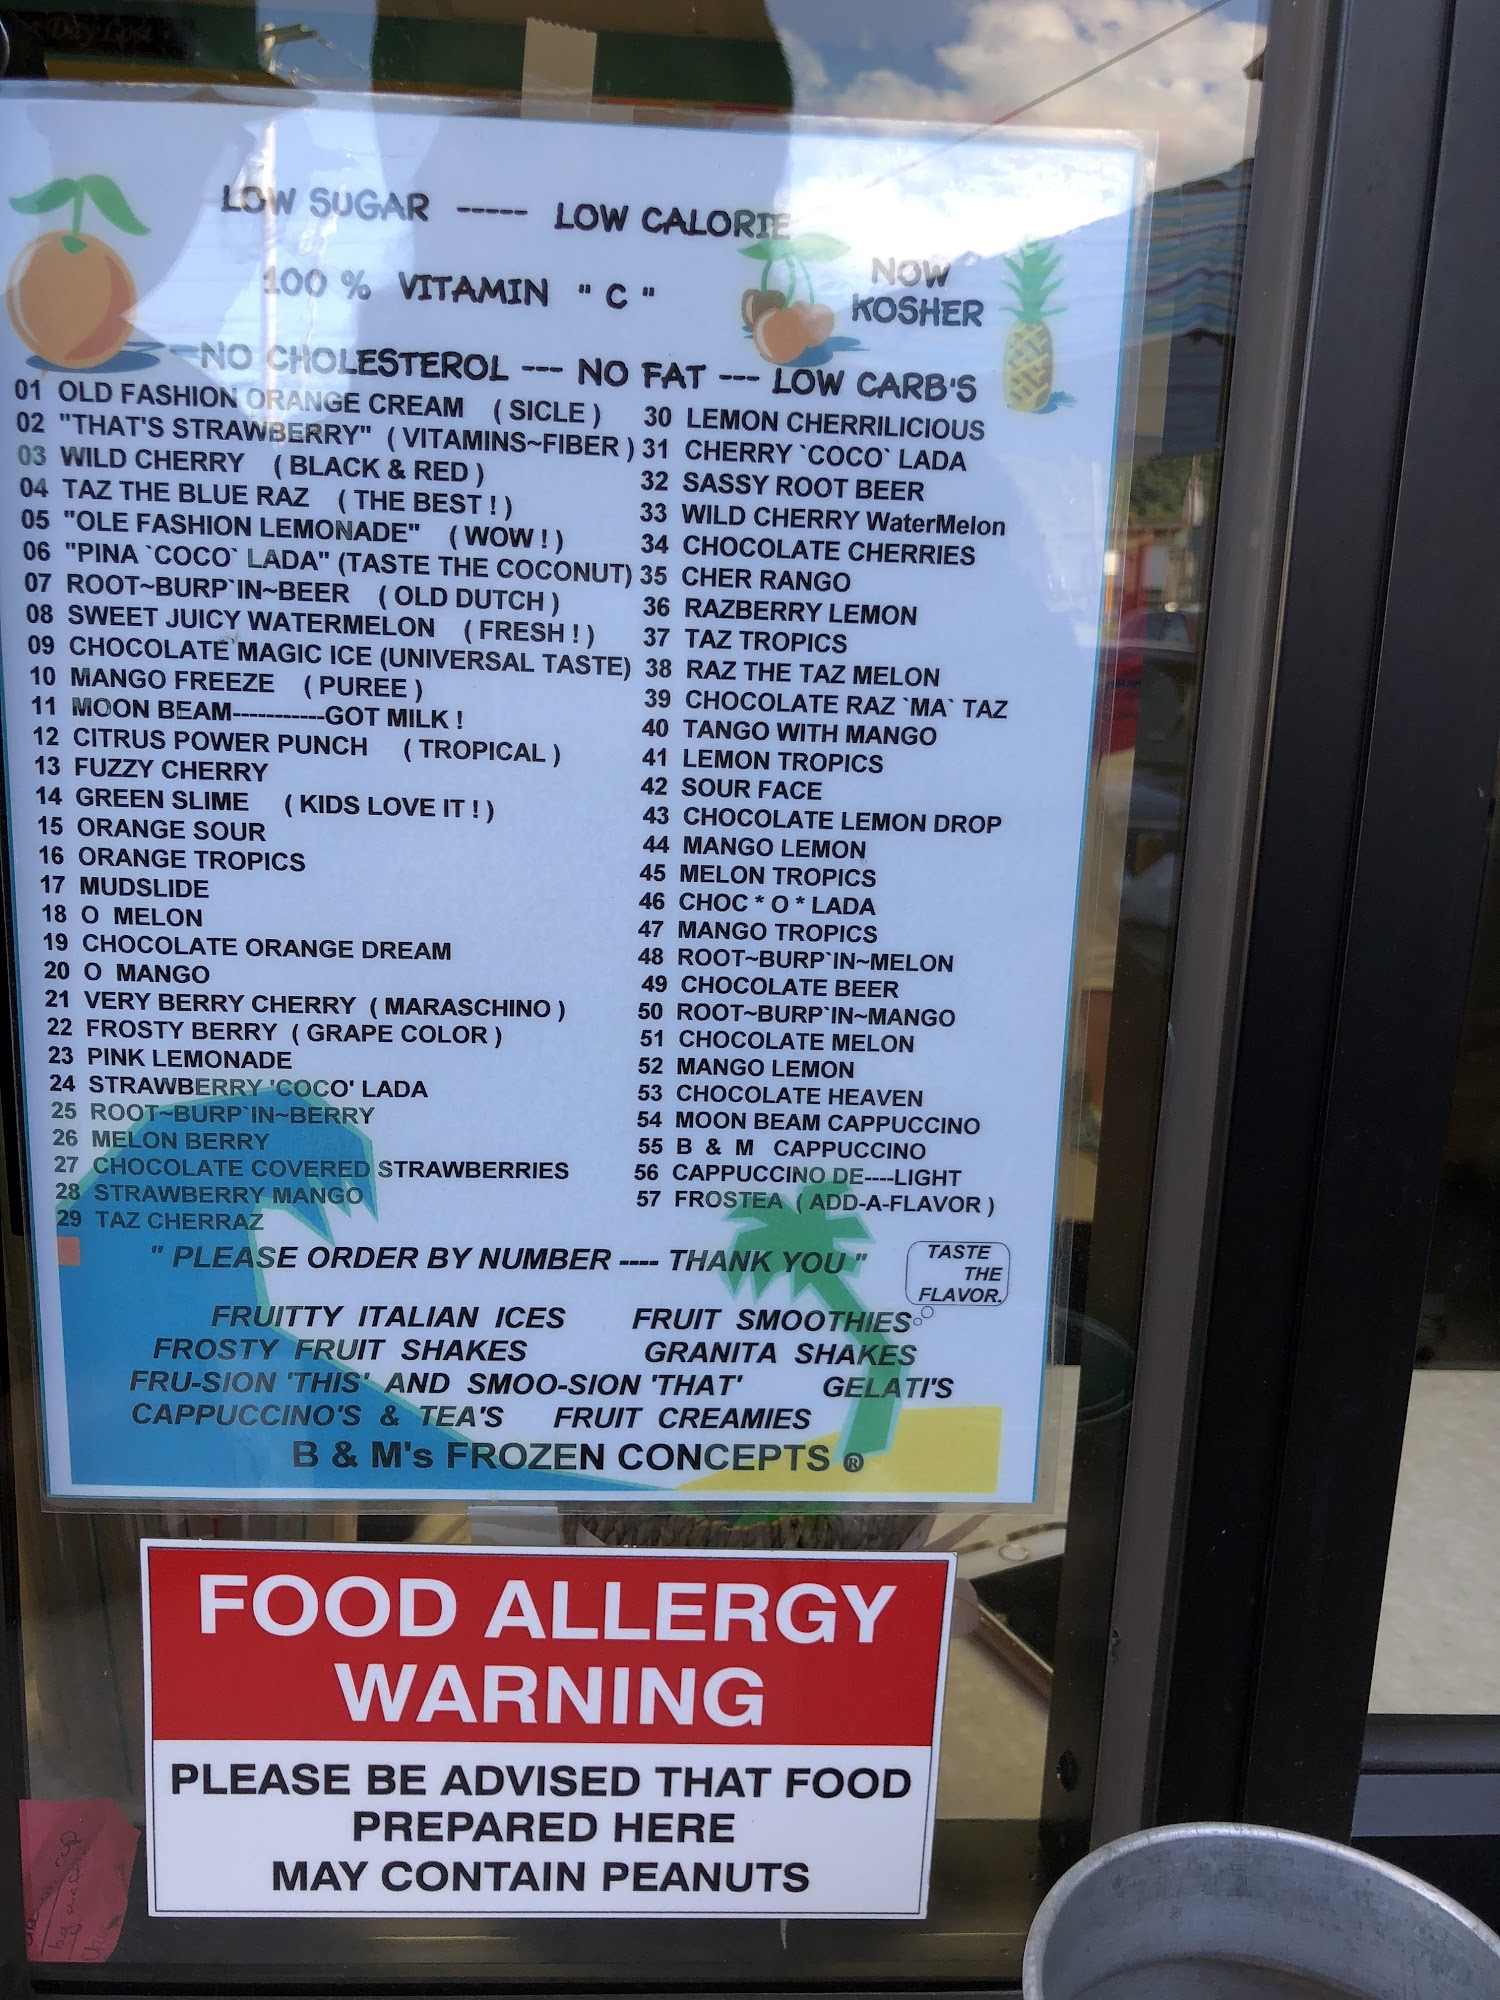 Day Lost
LOW SUGAR ----- LOW CALORIE
100 % VITAMIN " C "
NOW
KOSHER
NO CHOLESTEROL --- NO FAT --- LOW CARB'S
01 OLD FASHION ORANGE CREAM ( SICLE )
02 "THAT'S STRAWBERRY" ( VITAMINS~FIBER )
03 WILD CHERRY ( BLACK & RED )
04 TAZ THE BLUE RAZ ( THE BEST ! )
05 "OLE FASHION LEMONADE" ( WOW ! )
06 "PINA `COCO` LADA" (TASTE THE COCONUT)
07 ROOT~BURP`IN~BEER ( OLD DUTCH )
08 SWEET JUICY WATERMELON ( FRESH ! )
09 CHOCOLATE MAGIC ICE (UNIVERSAL TASTE)
10 MANGO FREEZE ( PUREE )
11 MOON BEAM-----------GOT MILK !
12 CITRUS POWER PUNCH ( TROPICAL )
13 FUZZY CHERRY
14 GREEN SLIME ( KIDS LOVE IT ! )
15 ORANGE SOUR
16 ORANGE TROPICS
17 MUDSLIDE
18 O MELON
19 CHOCOLATE ORANGE DREAM
20 O MANGO
21 VERY BERRY CHERRY ( MARASCHINO )
22 FROSTY BERRY ( GRAPE COLOR )
23 PINK LEMONADE
24 STRAWBERRY 'COCO' LADA
25 ROOT~BURP`IN~BERRY
26 MELON BERRY
27 CHOCOLATE COVERED STRAWBERRIES
28 STRAWBERRY MANGO
29 TAZ CHERRAZ
30 LEMON CHERRILICIOUS
31 CHERRY `COCO` LADA
32 SASSY ROOT BEER
33 WILD CHERRY WaterMelon
34 CHOCOLATE CHERRIES
35 CHER RANGO
36 RAZBERRY LEMON
37 TAZ TROPICS
38 RAZ THE TAZ MELON
39 CHOCOLATE RAZ `MA` TAZ
40 TANGO WITH MANGO
41 LEMON TROPICS
42 SOUR FACE
43 CHOCOLATE LEMON DROP
44 MANGO LEMON
45 MELON TROPICS
46 CHOC * O * LADA
47 MANGO TROPICS
48 ROOT~BURP`IN~MELON
49 CHOCOLATE BEER
50 ROOT~BURP`IN~MANGO
51 CHOCOLATE MELON
52 MANGO LEMON
53 CHOCOLATE HEAVEN
54 MOON BEAM CAPPUCCINO
55 B & M CAPPUCCINO
56 CAPPUCCINO DE----LIGHT
57 FROSTEA ( ADD-A-FLAVOR )
" PLEASE ORDER BY NUMBER ---- THANK YOU "
TASTE
THE
FLAVOR.
FRUITTY ITALIAN ICES FRUIT SMOOTHIES
FROSTY FRUIT SHAKES GRANITA SHAKES
FRU-SION 'THIS' AND SMOO-SION 'THAT' GELATI'S
CAPPUCCINO'S & TEA'S FRUIT CREAMIES
B & M's FROZEN CONCEPTS ®
FOOD ALLERGY
WARNING
PLEASE BE ADVISED THAT FOOD
PREPARED HERE
MAY CONTAIN PEANUTS